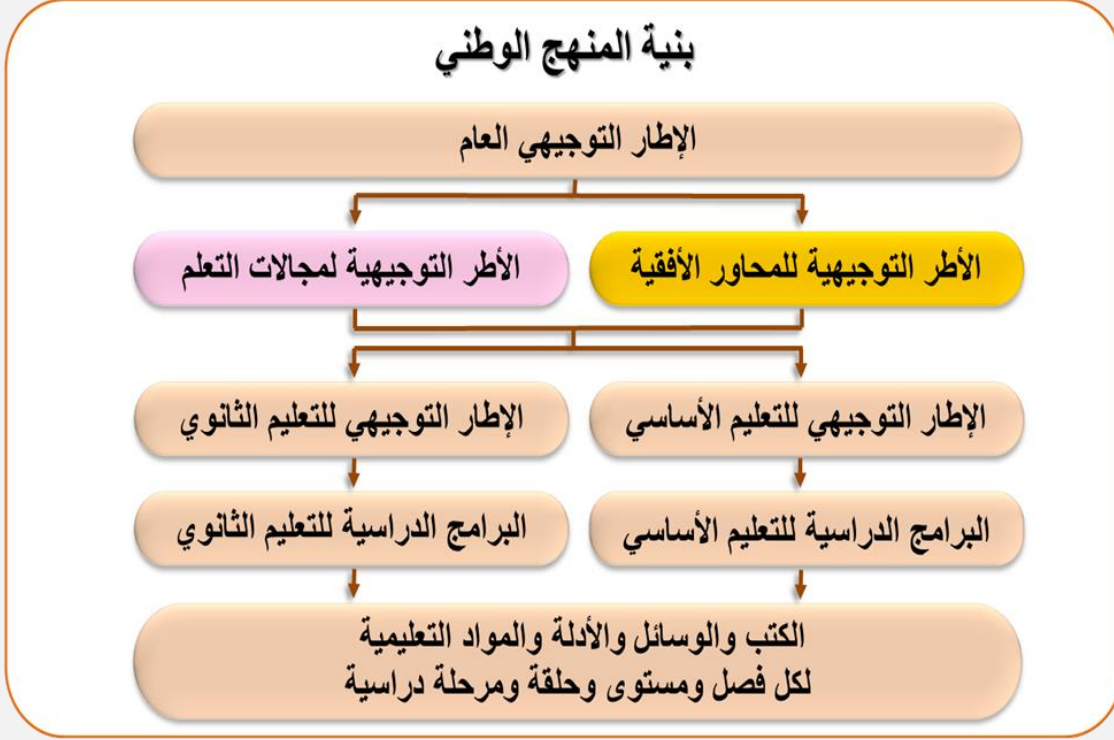 بنية المنهج الوطني
الإطار التوجيهي العام
الأطر التوجيهية للمحاور الأفقية
الأطر التوجيهية لمجالات التعلم
الإطار التوجيهي للتعليم الأساسي
الإطار التوجيهي للتعليم الثانوي
البرامج الدراسية للتعليم الأساسي
البرامج الدراسية للتعليم الثانوي
الكتب والوسائل والأدلة والمواد التعليمية
لكل فصل ومستوى وحلقة ومرحلة دراسية